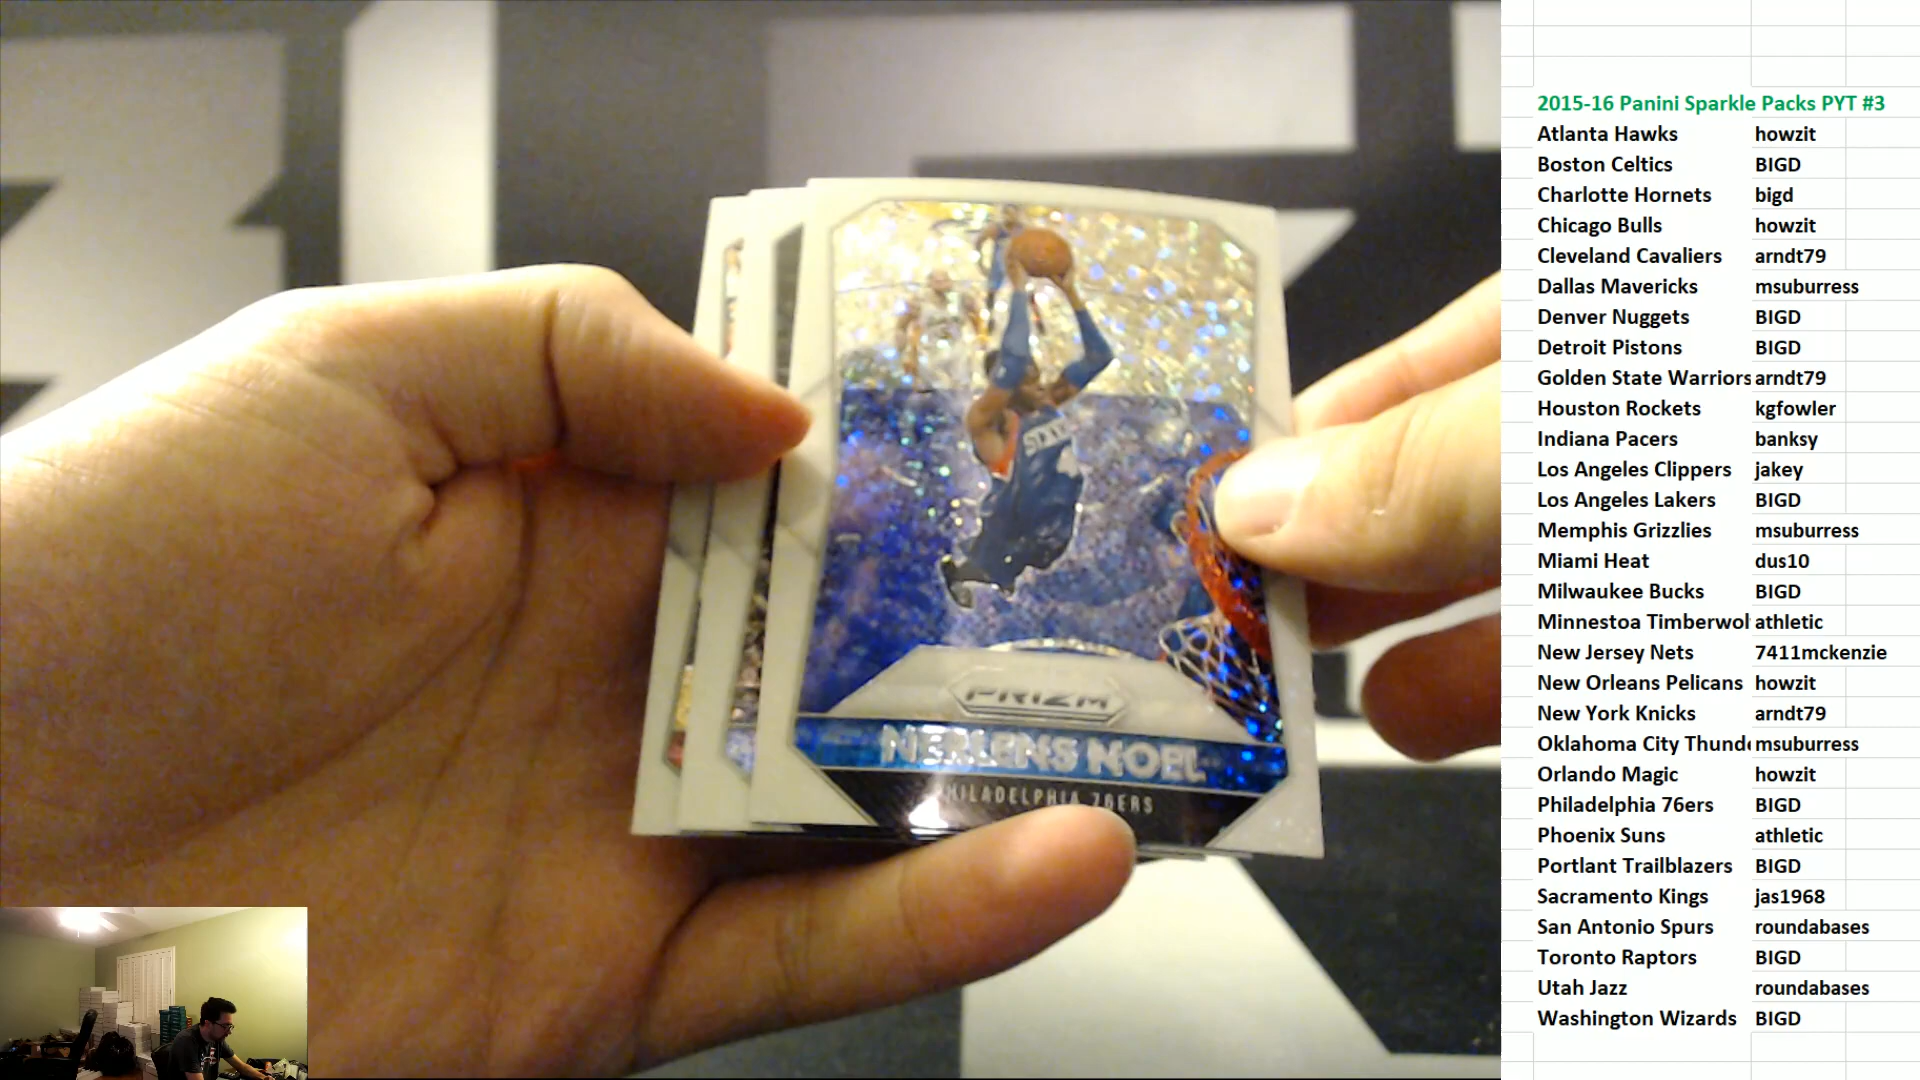 SIXERS
PRIZM
NERLENS NOEL
PHILADELPHIA 76ERS
2015-16 Panini Sparkle Packs PYT #3
Atlanta Hawks howzit
Boston Celtics BIGD
Charlotte Hornets bigd
Chicago Bulls howzit
Cleveland Cavaliers arndt79
Dallas Mavericks msuburress
Denver Nuggets BIGD
Detroit Pistons BIGD
Golden State Warriors arndt79
Houston Rockets kgfowler
Indiana Pacers banksy
Los Angeles Clippers jakey
Los Angeles Lakers BIGD
Memphis Grizzlies msuburress
Miami Heat dus10
Milwaukee Bucks BIGD
Minnestoa Timberwol athletic
New Jersey Nets 7411mckenzie
New Orleans Pelicans howzit
New York Knicks arndt79
Oklahoma City Thunde msuburress
Orlando Magic howzit
Philadelphia 76ers BIGD
Phoenix Suns athletic
Portlant Trailblazers BIGD
Sacramento Kings jas1968
San Antonio Spurs roundabases
Toronto Raptors BIGD
Utah Jazz roundabases
Washington Wizards BIGD